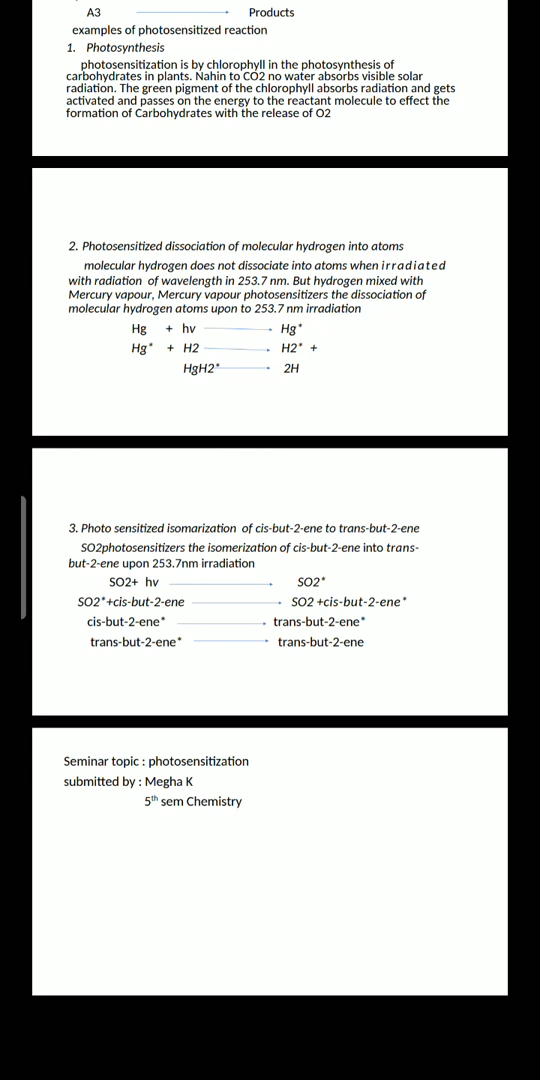 A3 → Products
examples of photosensitized reaction
1. Photosynthesis
photosensitization is by chlorophyll in the photosynthesis of
carbohydrates in plants. Nahin to CO2 no water absorbs visible solar
radiation. The green pigment of the chlorophyll absorbs radiation and gets
activated and passes on the energy to the reactant molecule to effect the
formation of Carbohydrates with the release of O2
2. Photosensitized dissociation of molecular hydrogen into atoms
molecular hydrogen does not dissociate into atoms when irradiated
with radiation of wavelength in 253.7 nm. But hydrogen mixed with
Mercury vapour, Mercury vapour photosensitizers the dissociation of
molecular hydrogen atoms upon to 253.7 nm irradiation
Hg + hv → Hg*
Hg* + H2 → H2* +
HgH2* → 2H
3. Photo sensitized isomarization of cis-but-2-ene to trans-but-2-ene
SO2photosensitizers the isomerization of cis-but-2-ene into trans-
but-2-ene upon 253.7nm irradiation
SO2+ hv → SO2*
SO2*+cis-but-2-ene → SO2 +cis-but-2-ene*
cis-but-2-ene* → trans-but-2-ene*
trans-but-2-ene* → trans-but-2-ene
Seminar topic : photosensitization
submitted by : Megha K
5th sem Chemistry